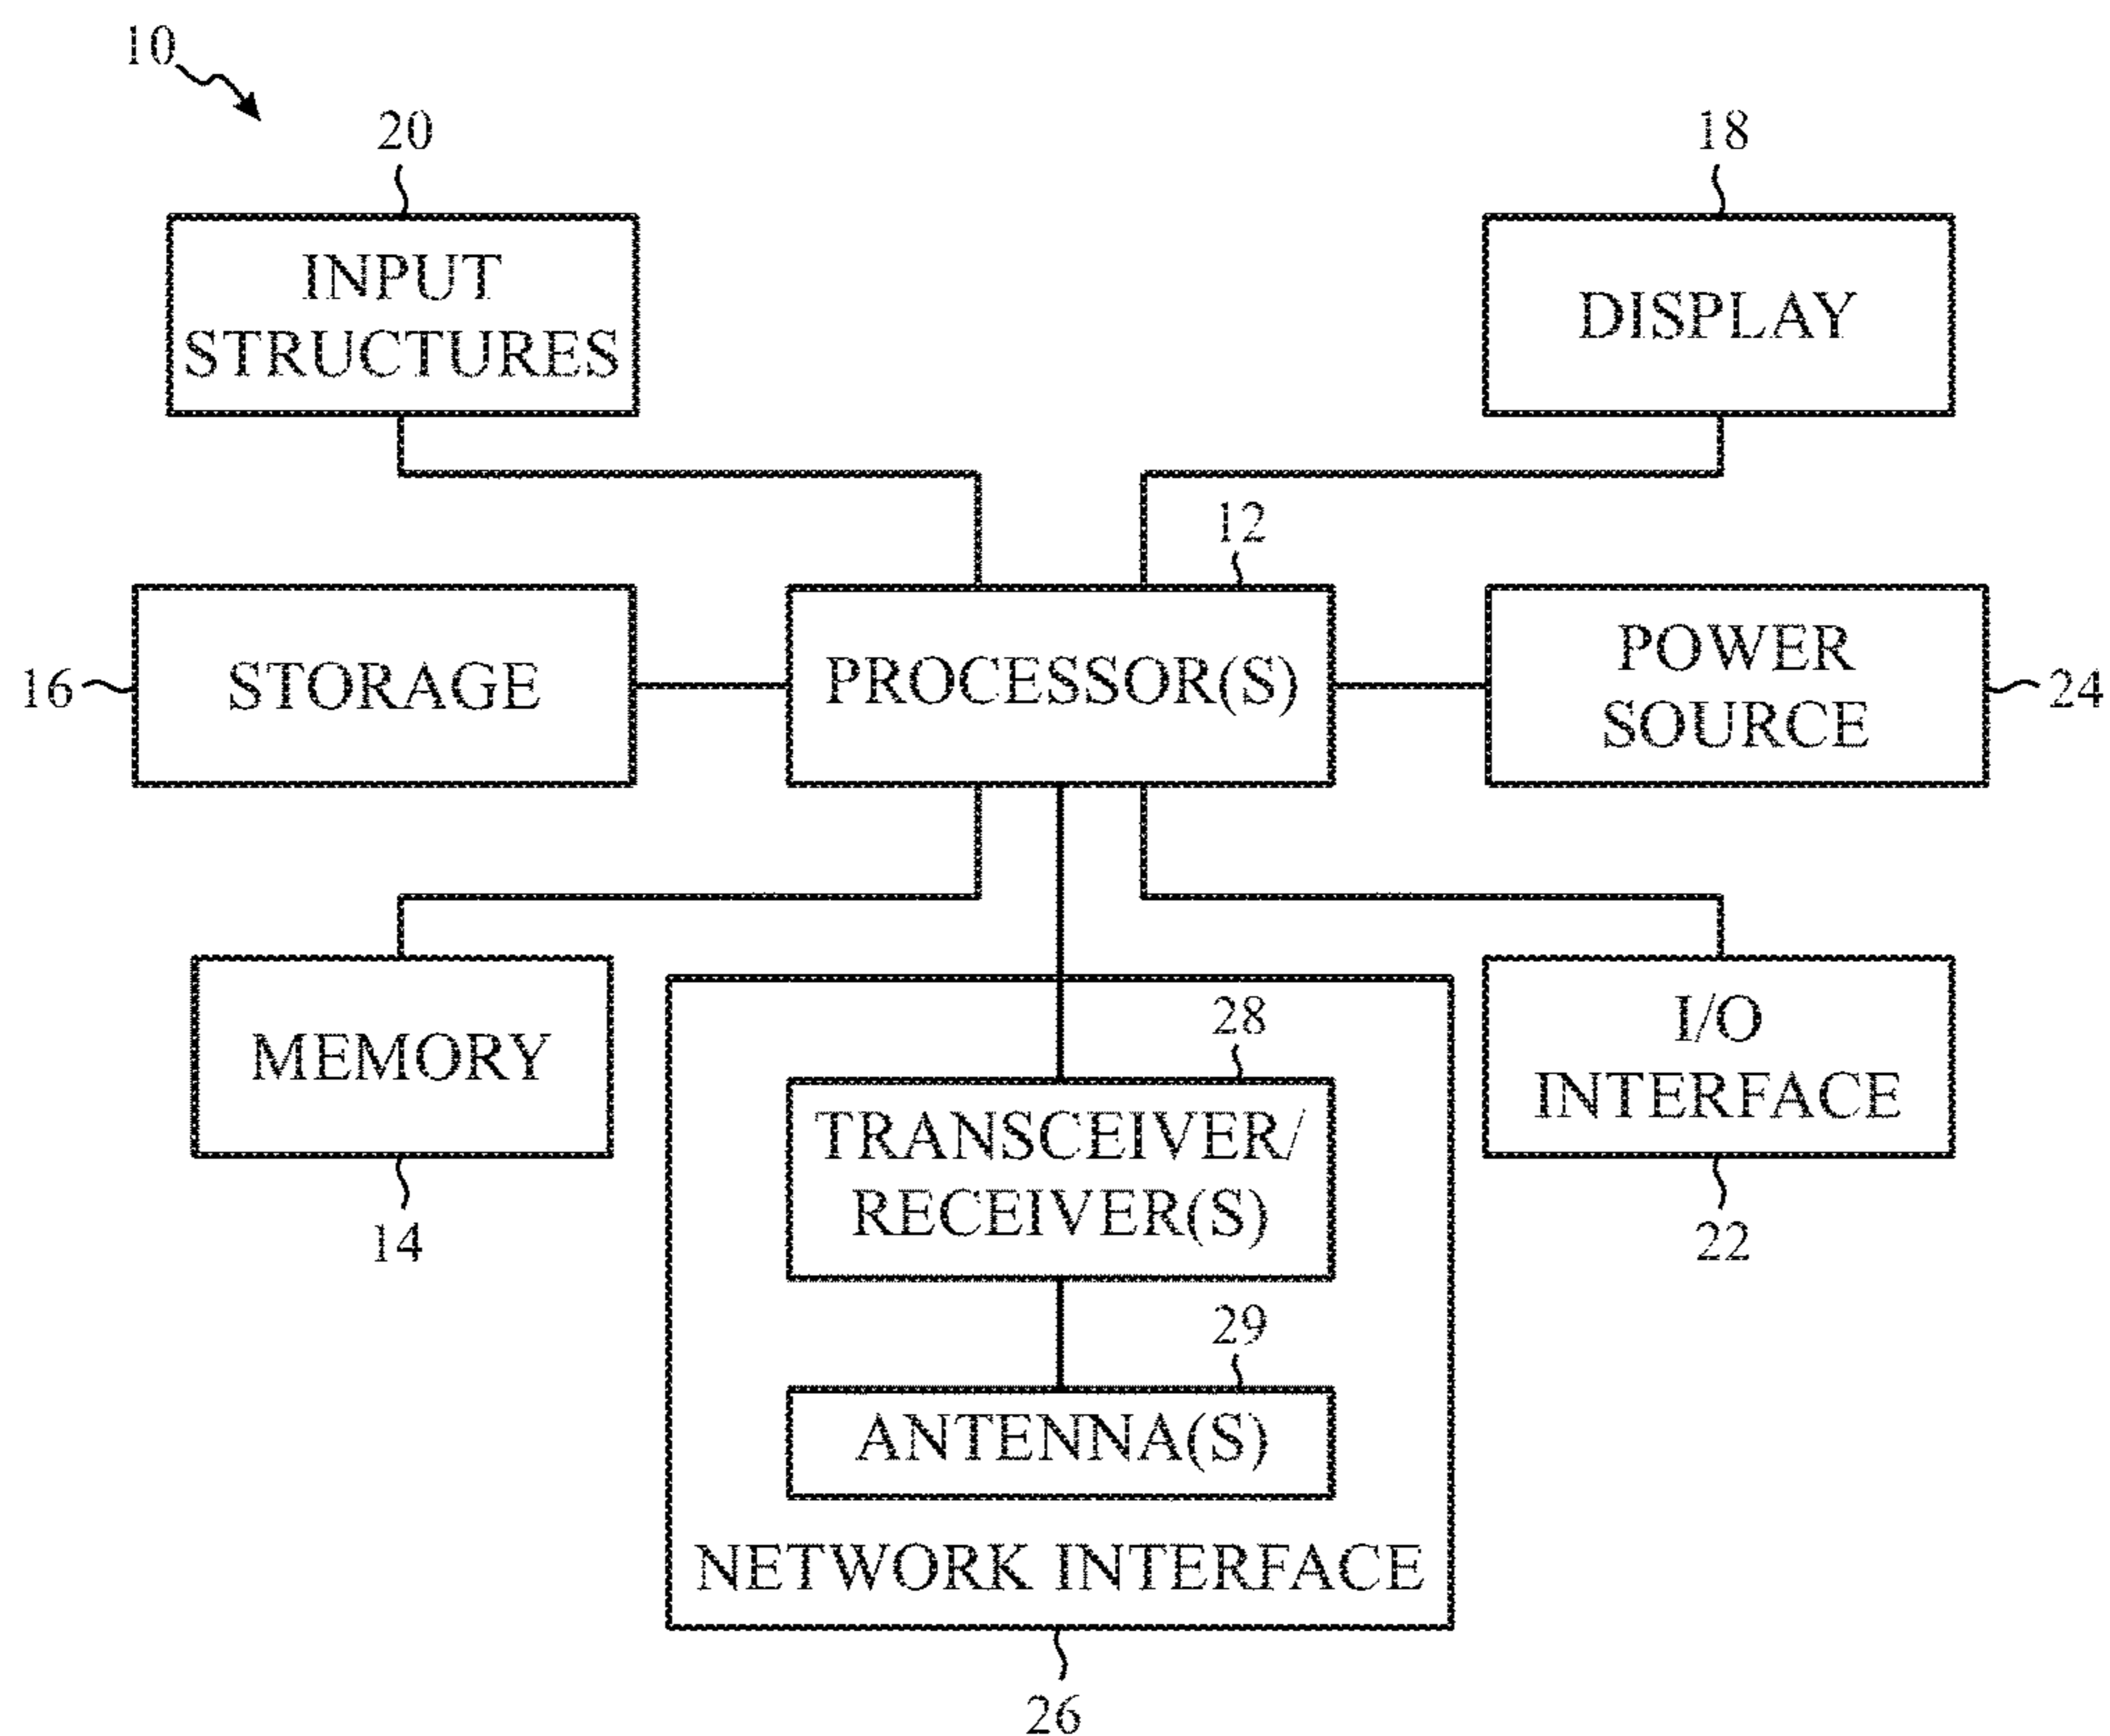 10
20
18
INPUT
STRUCTURES
DISPLAY
12
16
STORAGE
PROCESSOR(S)
POWER
SOURCE
24
MEMORY
14
28
TRANSCEIVER/
RECEIVER(S)
I/O
INTERFACE
22
29
ANTENNA(S)
NETWORK INTERFACE
26